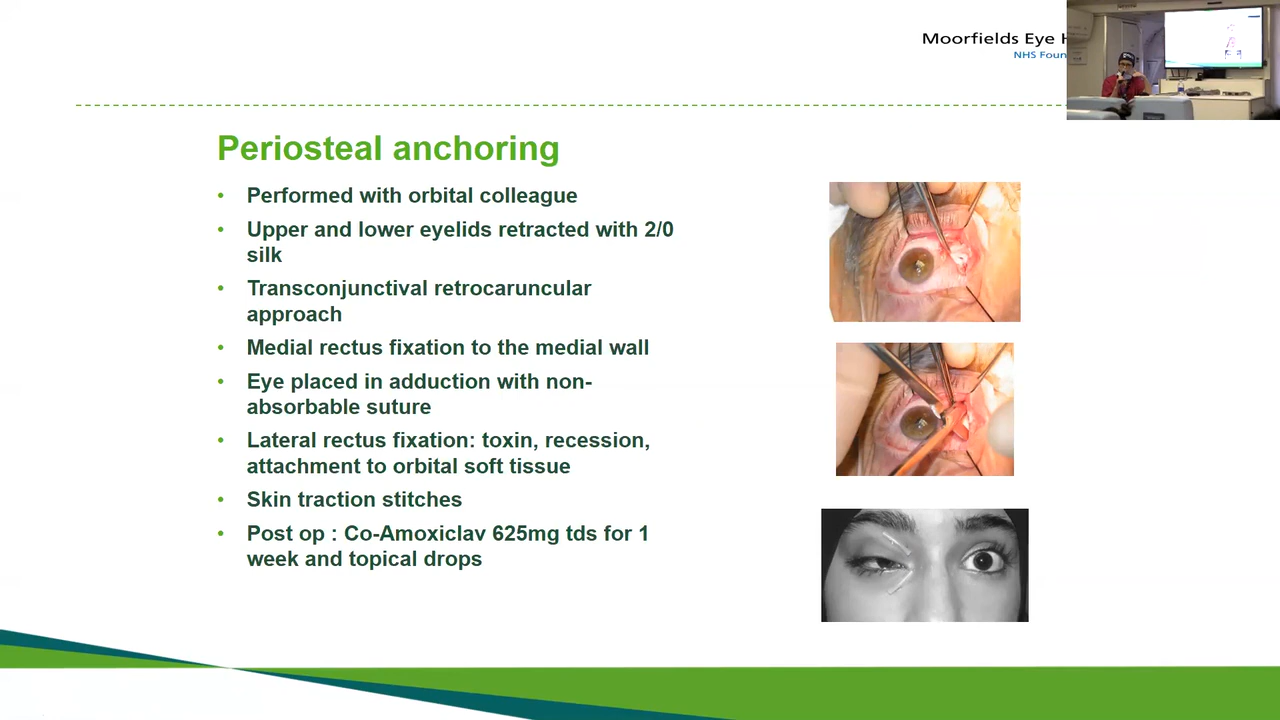 Moorfields Eye
NHS Foun
Periosteal anchoring
• Performed with orbital colleague
• Upper and lower eyelids retracted with 2/0
silk
• Transconjunctival retrocaruncular
approach
• Medial rectus fixation to the medial wall
• Eye placed in adduction with non-
absorbable suture
• Lateral rectus fixation: toxin, recession,
attachment to orbital soft tissue
• Skin traction stitches
• Post op : Co-Amoxiclav 625mg tds for 1
week and topical drops